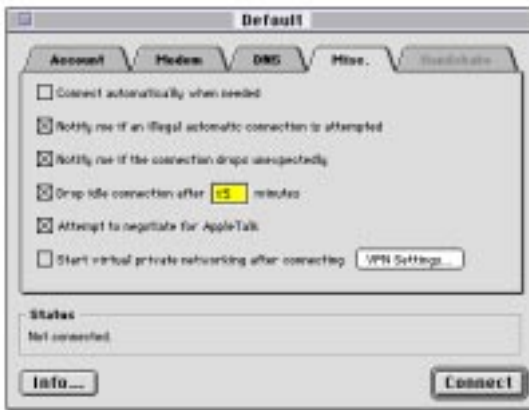 Default
Account Modem DNS Misc. Handshake
Connect automatically when needed
Notify me if an illegal automatic connection is attempted
Notify me if the connection drops unexpectedly
Drop idle connection after 15 minutes
Attempt to negotiate for AppleTalk
Start virtual private networking after connecting VPN Settings...
Status
Not connected.
Info... Connect